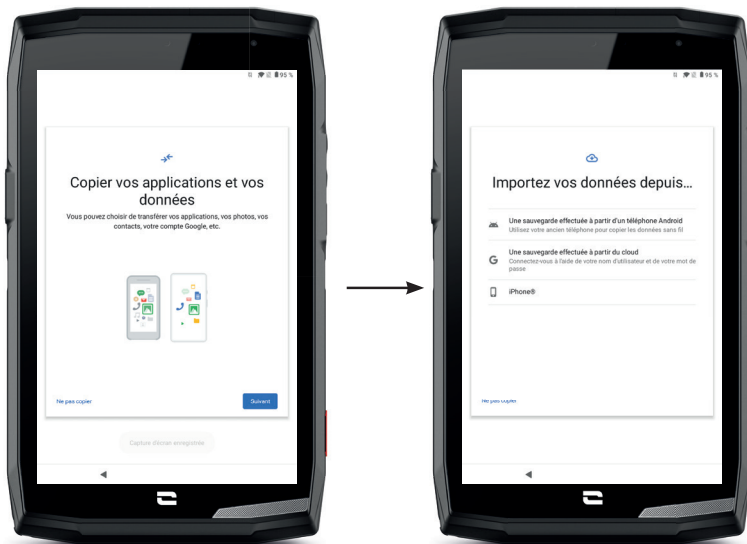 95 %
Copier vos applications et vos
données
Vous pouvez choisir de transférer vos applications, vos photos, vos
contacts, votre compte Google, etc.
Ne pas copier
Suivant
Capture d'écran enregistrée
95 %
Importez vos données depuis...
Une sauvegarde effectuée à partir d'un téléphone Android
Utilisez votre ancien téléphone pour copier les données sans fil
Une sauvegarde effectuée à partir du cloud
Connectez-vous à l'aide de votre nom d'utilisateur et de votre mot de
passe
iPhone®
Ne pas copier